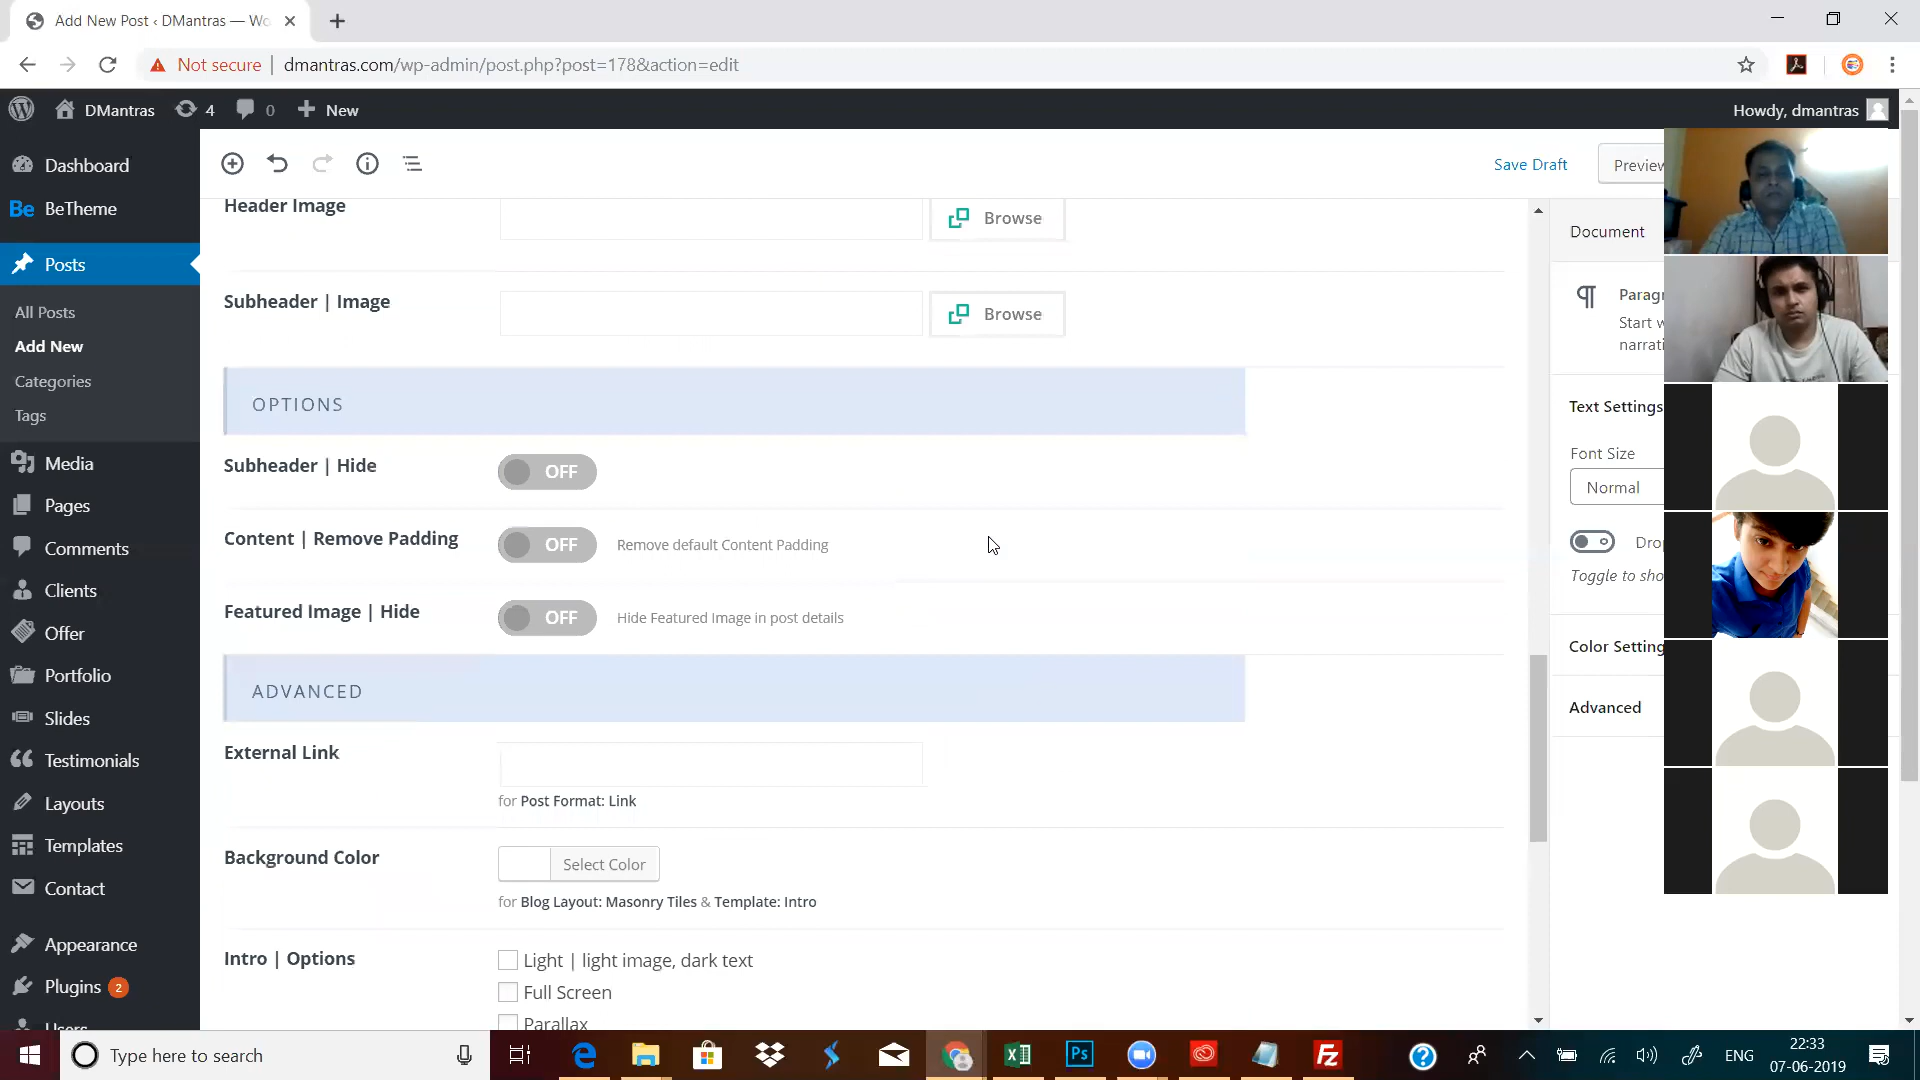 Add New Post ‹ DMantras — Wo
Not secure
dmantras.com/wp-admin/post.php?post=178&action=edit
DMantras
4
0
New
Howdy, dmantras
Dashboard
Be BeTheme
Posts
All Posts
Add New
Categories
Tags
Media
Pages
Comments
Clients
Offer
Portfolio
Slides
Testimonials
Layouts
Templates
Contact
Appearance
Plugins 2
Users
Save Draft
Preview
Header Image
Browse
Subheader | Image
Browse
OPTIONS
Subheader | Hide
OFF
Content | Remove Padding
OFF
Remove default Content Padding
Featured Image | Hide
OFF
Hide Featured Image in post details
ADVANCED
External Link
for Post Format: Link
Background Color
Select Color
for Blog Layout: Masonry Tiles & Template: Intro
Intro | Options
Light | light image, dark text
Full Screen
Parallax
Document
Paragr
Start w
narrati
Text Settings
Font Size
Normal
Drop
Toggle to sho
Color Setting
Advanced
Type here to search
Ps
Fz
ENG
22:33
07-06-2019